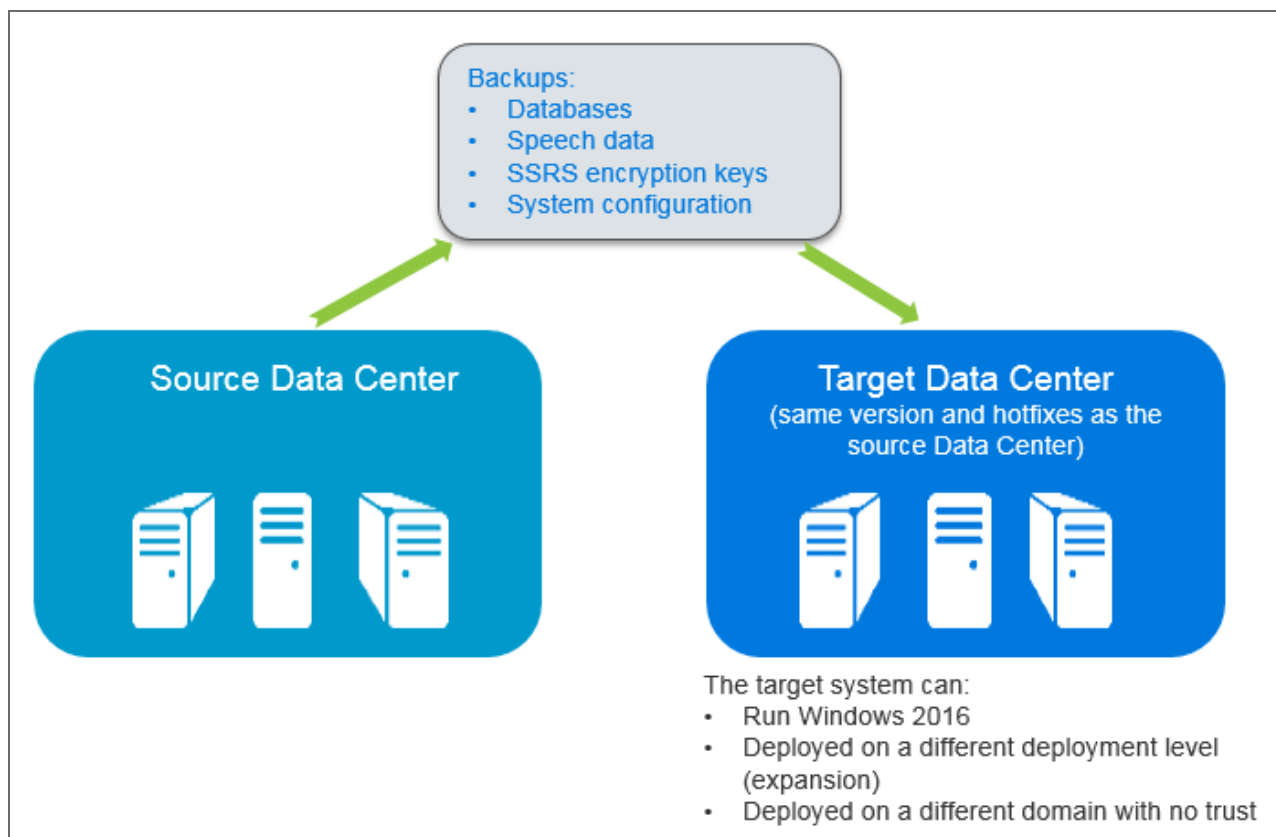 Backups:
• Databases
• Speech data
• SSRS encryption keys
• System configuration
Source Data Center
Target Data Center
(same version and hotfixes as the
source Data Center)
The target system can:
• Run Windows 2016
• Deployed on a different deployment level
(expansion)
• Deployed on a different domain with no trust